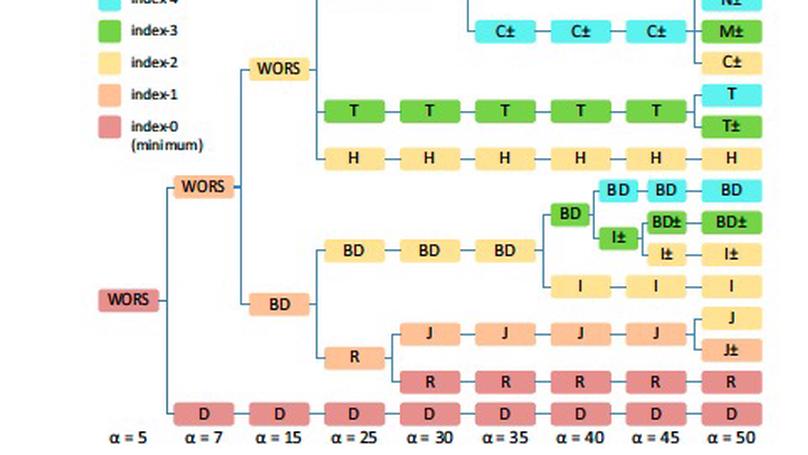 index-4
N±
index-3
C± C± C± M±
index-2
WORS
C±
index-1
T
T T T T T
index-0
T±
(minimum)
H H H H H H
WORS
BD BD BD
BD
BD± BD±
I±
BD BD BD
I± I±
I I I
WORS
BD
J
J J J J
R
J±
R R R R R
D D D D D D D D
α = 5 α = 7 α = 15 α = 25 α = 30 α = 35 α = 40 α = 45 α = 50